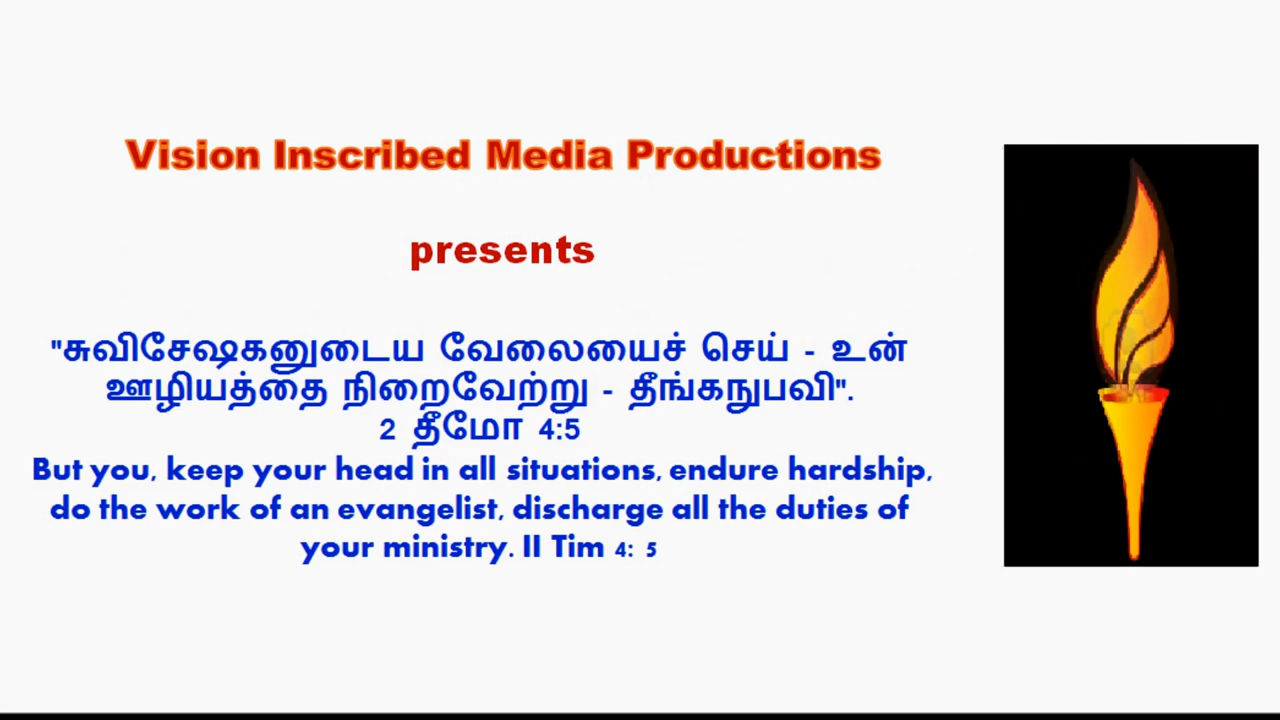 Vision Inscribed Media Productions
presents
"சுவிசேஷகனுடைய வேலையைச் செய் - உன்
ஊழியத்தை நிறைவேற்று - தீங்கநுபவி".
2 தீமோ 4:5
But you, keep your head in all situations, endure hardship,
do the work of an evangelist, discharge all the duties of
your ministry. II Tim 4: 5